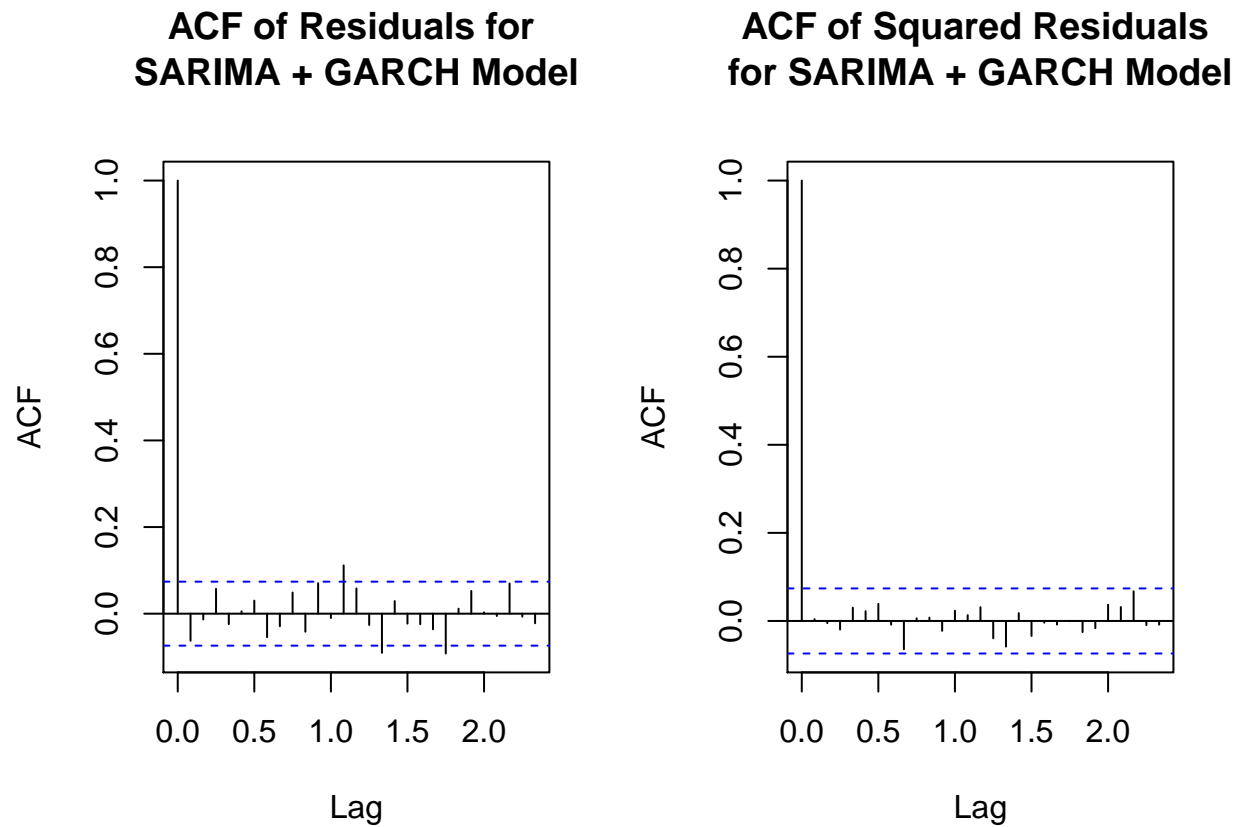 ACF of Residuals for
SARIMA + GARCH Model
ACF
1.0
0.8
0.6
0.4
0.2
0.0
0.0 0.5 1.0 1.5 2.0
Lag
ACF of Squared Residuals
for SARIMA + GARCH Model
ACF
1.0
0.8
0.6
0.4
0.2
0.0
0.0 0.5 1.0 1.5 2.0
Lag